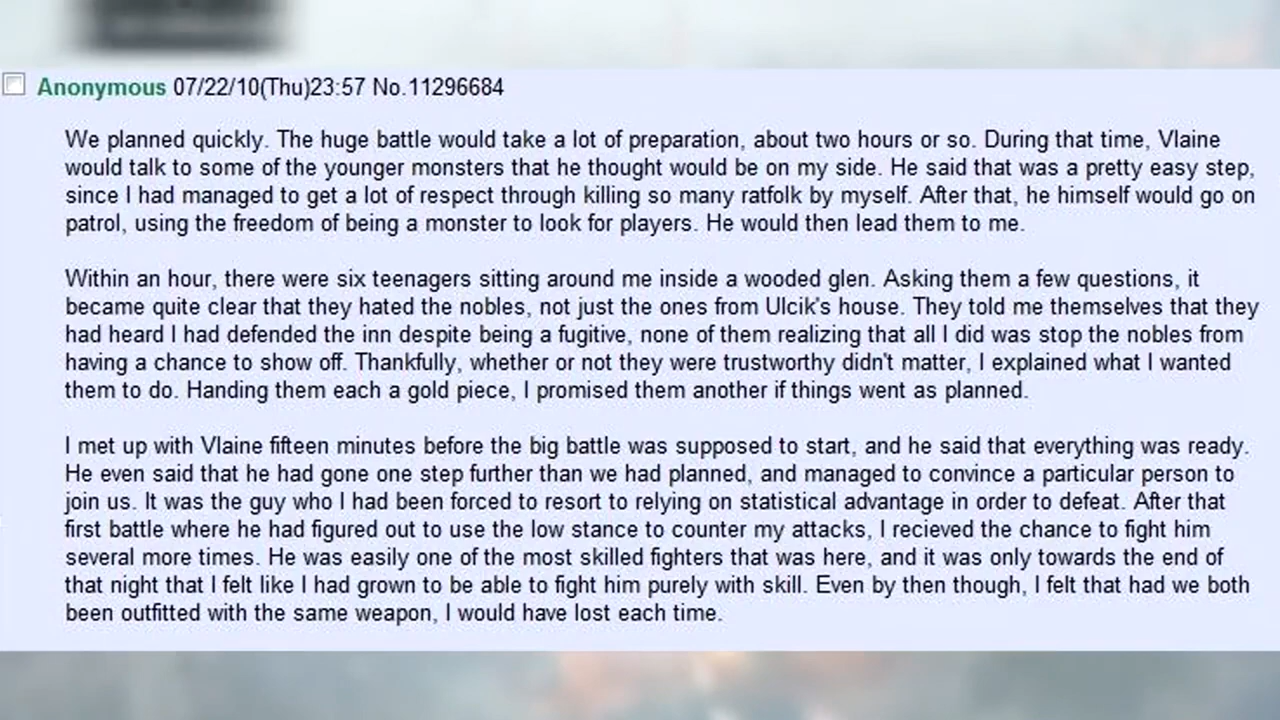 Anonymous 07/22/10(Thu)23:57 No.11296684
We planned quickly. The huge battle would take a lot of preparation, about two hours or so. During that time, Vlaine
would talk to some of the younger monsters that he thought would be on my side. He said that was a pretty easy step,
since I had managed to get a lot of respect through killing so many ratfolk by myself. After that, he himself would go on
patrol, using the freedom of being a monster to look for players. He would then lead them to me.
Within an hour, there were six teenagers sitting around me inside a wooded glen. Asking them a few questions, it
became quite clear that they hated the nobles, not just the ones from Ulcik's house. They told me themselves that they
had heard I had defended the inn despite being a fugitive, none of them realizing that all I did was stop the nobles from
having a chance to show off. Thankfully, whether or not they were trustworthy didn't matter, I explained what I wanted
them to do. Handing them each a gold piece, I promised them another if things went as planned.
I met up with Vlaine fifteen minutes before the big battle was supposed to start, and he said that everything was ready.
He even said that he had gone one step further than we had planned, and managed to convince a particular person to
join us. It was the guy who I had been forced to resort to relying on statistical advantage in order to defeat. After that
first battle where he had figured out to use the low stance to counter my attacks, I recieved the chance to fight him
several more times. He was easily one of the most skilled fighters that was here, and it was only towards the end of
that night that I felt like I had grown to be able to fight him purely with skill. Even by then though, I felt that had we both
been outfitted with the same weapon, I would have lost each time.